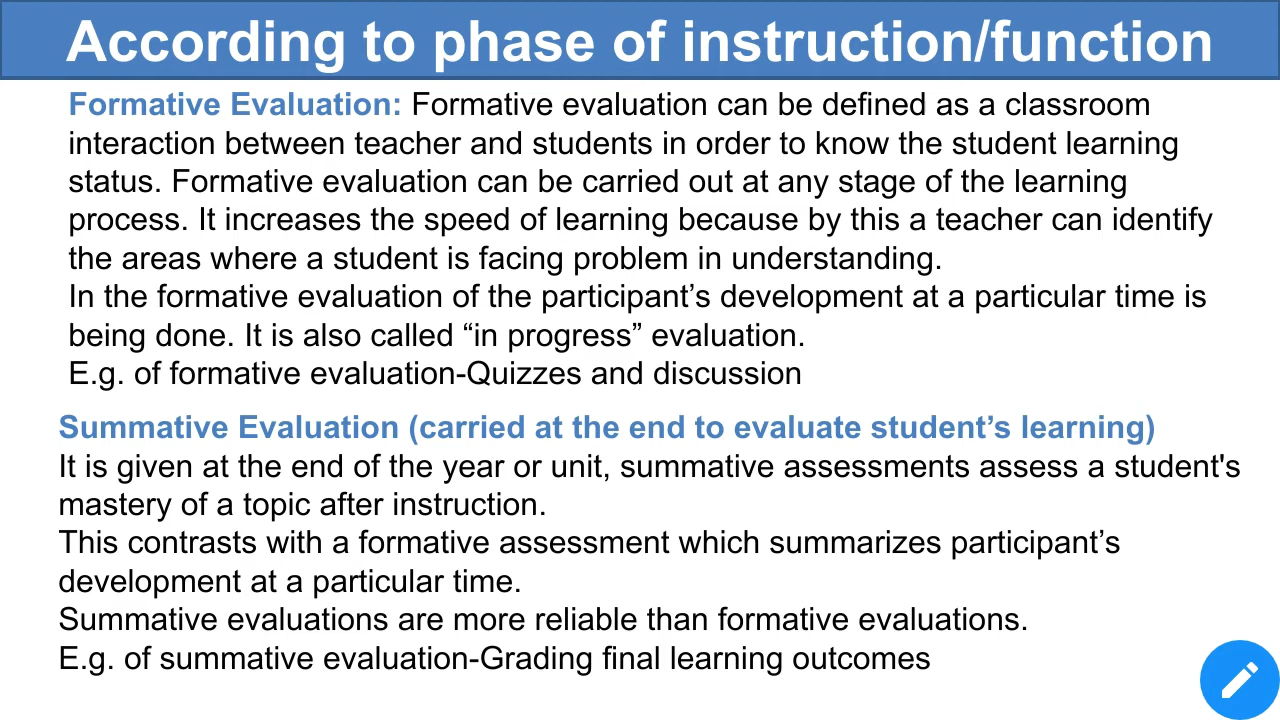 According to phase of instruction/function
Formative Evaluation: Formative evaluation can be defined as a classroom
interaction between teacher and students in order to know the student learning
status. Formative evaluation can be carried out at any stage of the learning
process. It increases the speed of learning because by this a teacher can identify
the areas where a student is facing problem in understanding.
In the formative evaluation of the participant’s development at a particular time is
being done. It is also called “in progress” evaluation.
E.g. of formative evaluation-Quizzes and discussion
Summative Evaluation (carried at the end to evaluate student’s learning)
It is given at the end of the year or unit, summative assessments assess a student's
mastery of a topic after instruction.
This contrasts with a formative assessment which summarizes participant’s
development at a particular time.
Summative evaluations are more reliable than formative evaluations.
E.g. of summative evaluation-Grading final learning outcomes